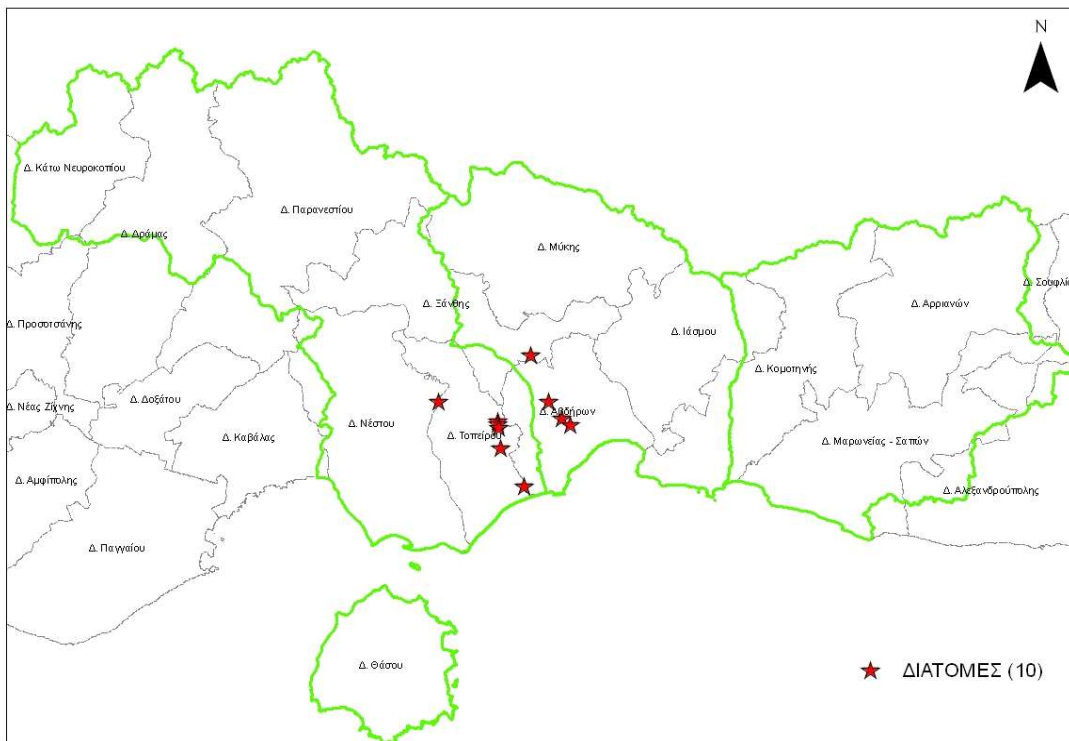 N
Δ. Κάτω Νευροκοπίου
Δ. Παρανεστίου
Δ. Δράμας
Δ. Μύκης
Δ. Σουφλίο
Δ. Ξάνθης
Δ. Αρριανών
Δ. Προσοτσάνης
Δ. Ιάσμου
Δ. Κομοτηνής
Δ. Δοξάτου
Δ. Νέας Ζίχνης
Δ. Αβδήρων
Δ. Νέστου
Δ. Τοπείρου
Δ. Καβάλας
Δ. Μαρωνείας - Σαπών
Δ. Αμφίπολης
Δ. Αλεξανδρούπολης
Δ. Παγγαίου
Δ. Θάσου
ΔΙΑΤΟΜΕΣ (10)